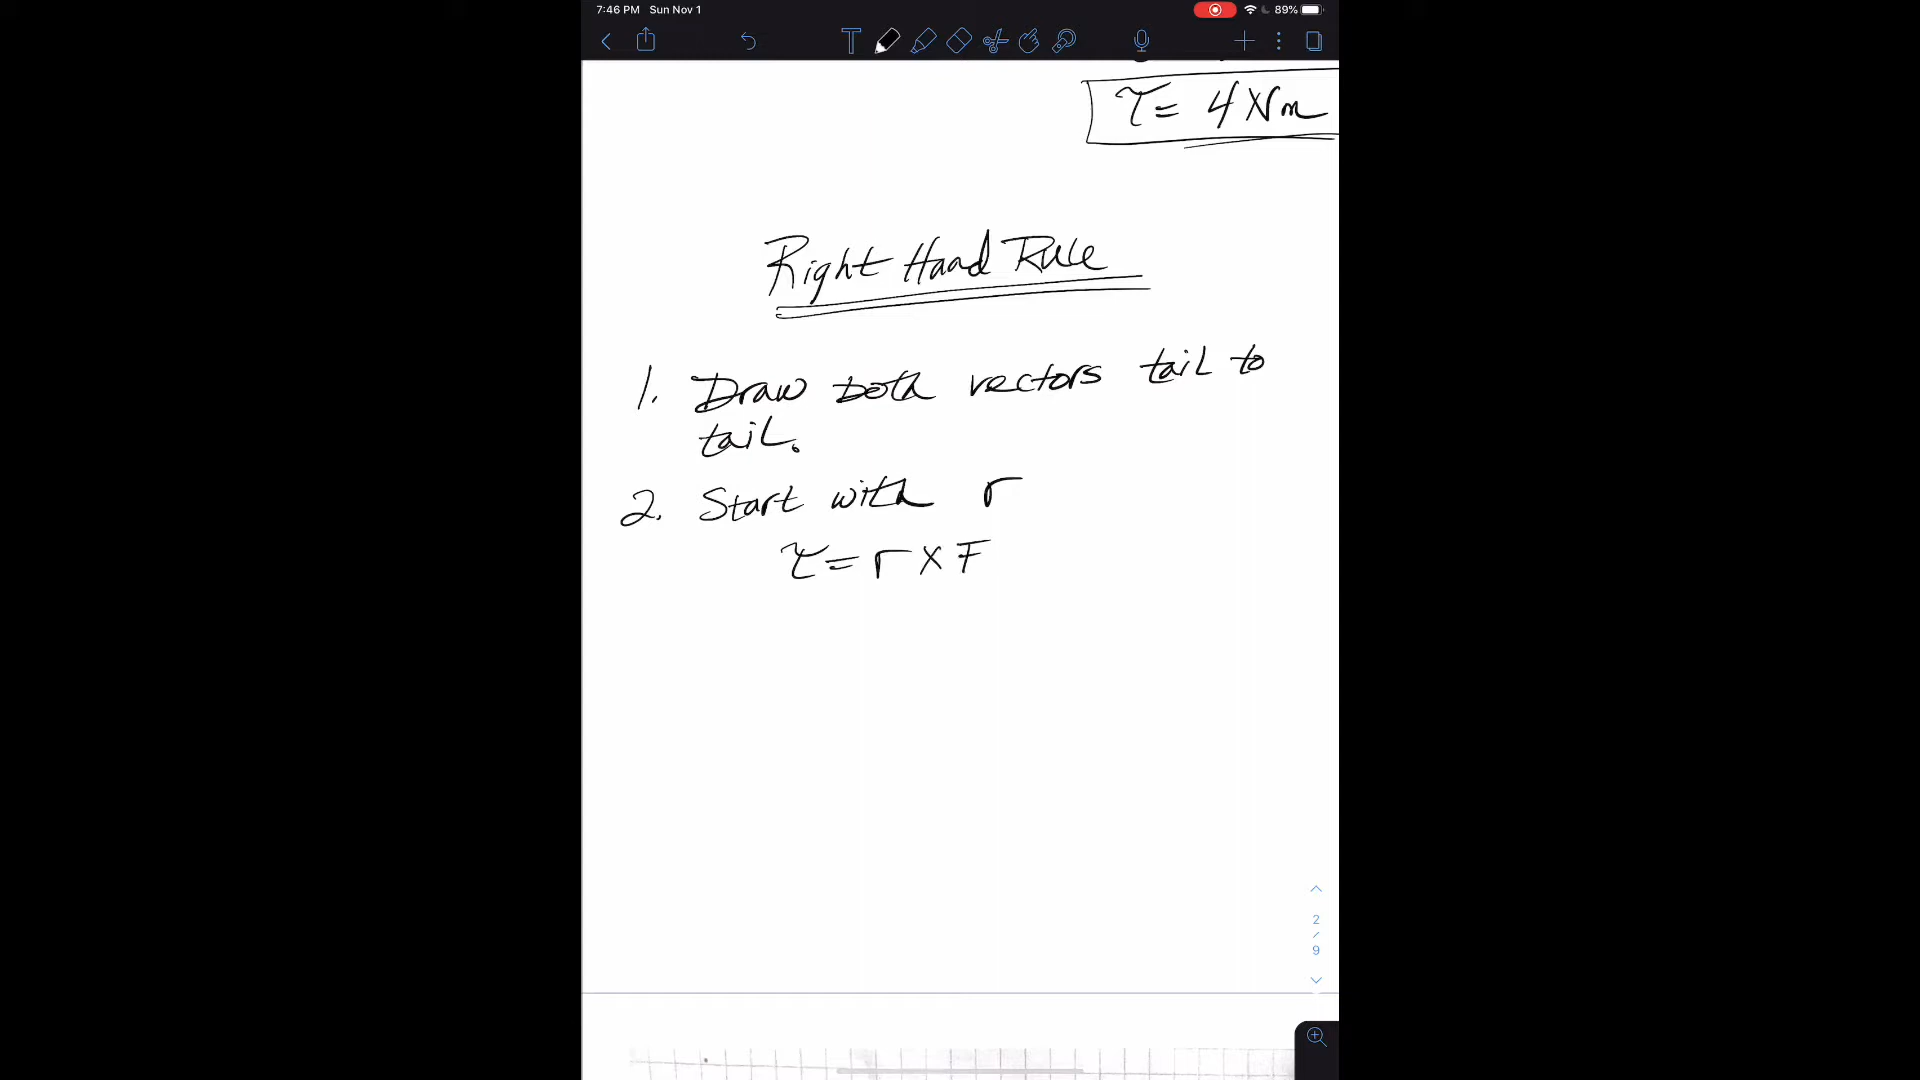 7:46 PM Sun Nov 1
89%
T
τ = 4 Nm
Right Hand Rule
1. Draw both vectors tail to
tail.
2. Start with r
τ = r x F
2
/
9